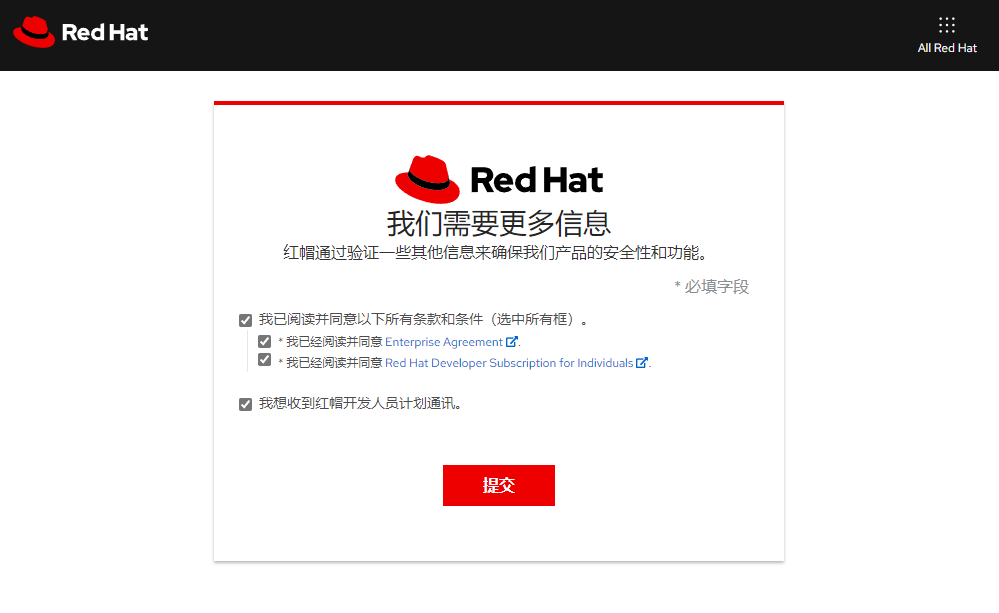 Red Hat
All Red Hat
Red Hat
我们需要更多信息
红帽通过验证一些其他信息来确保我们产品的安全性和功能。
* 必填字段
我已阅读并同意以下所有条款和条件（选中所有框）。
* 我已经阅读并同意 Enterprise Agreement.
* 我已经阅读并同意 Red Hat Developer Subscription for Individuals.
我想收到红帽开发人员计划通讯。
提交